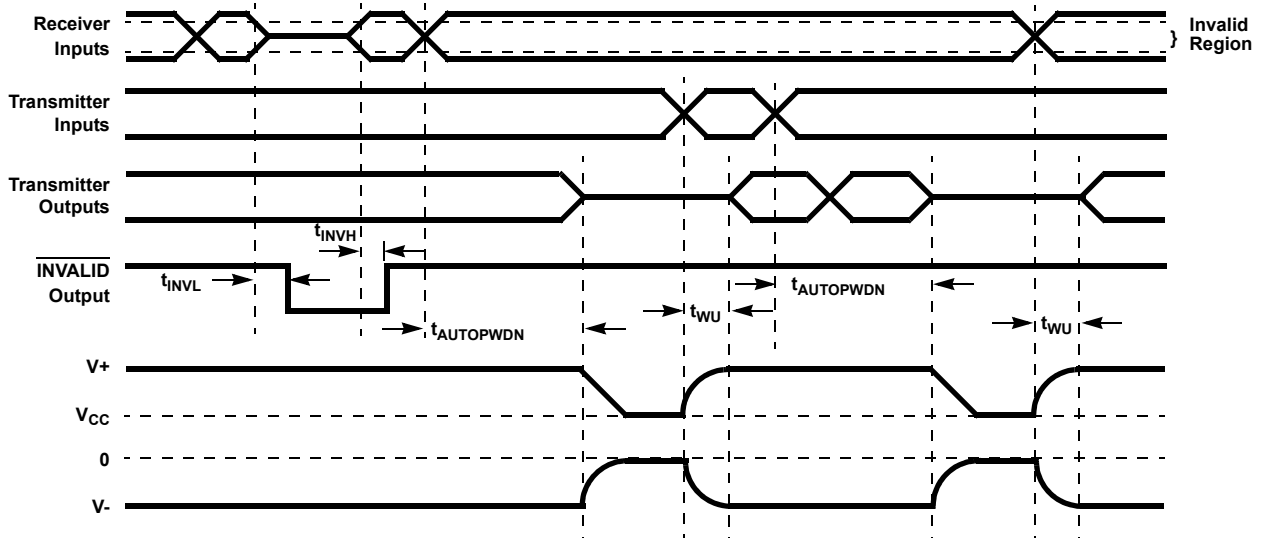 Receiver
Inputs
} Invalid
Region
Transmitter
Inputs
Transmitter
Outputs
tINVH
INVALID
Output
tINVL
tAUTOPWDN
tWU
tAUTOPWDN
tWU
V+
VCC
0
V-